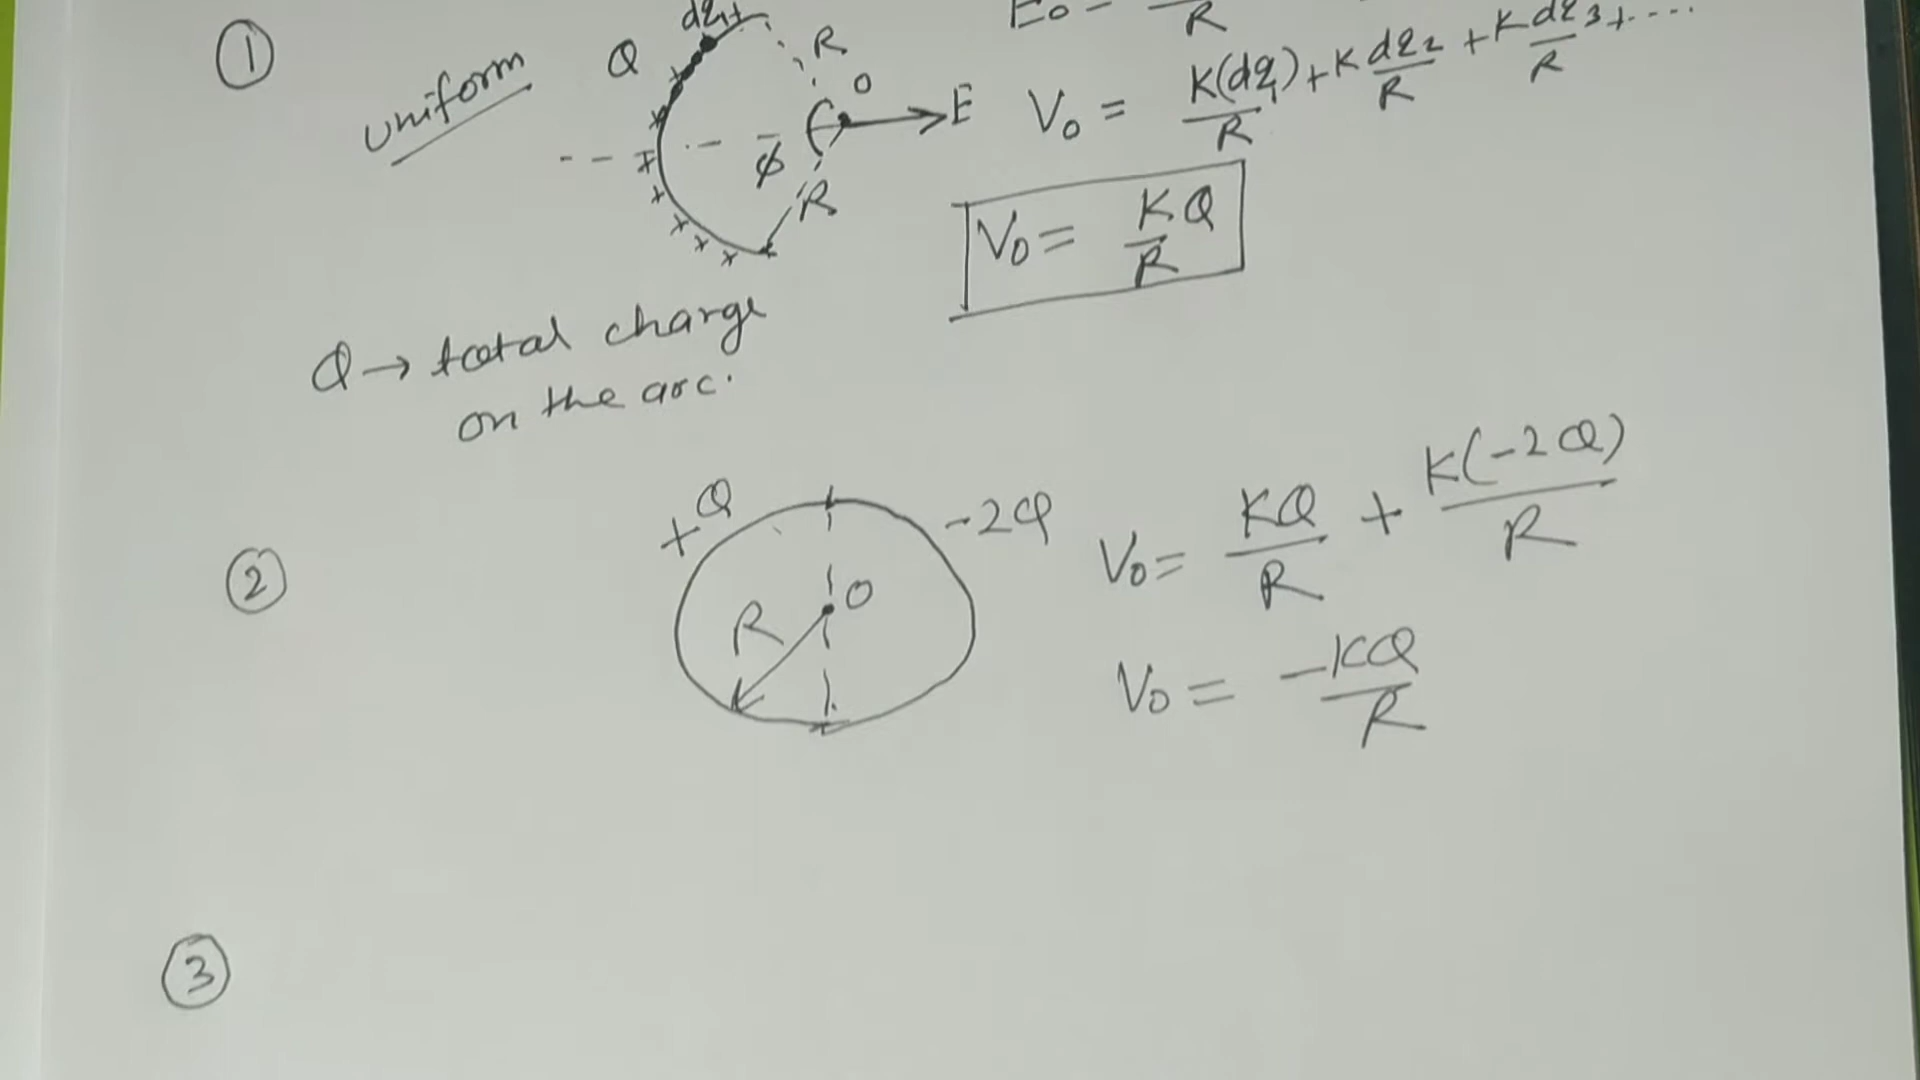 ①
uniform
Q
dq₁
R
O
E
R
φ
E₀ = /R
V₀ = K(dq₁)/R + K dq₂/R + K dq₃/R + ....
V₀ = KQ/R
Q → total charge
on the arc.
②
+Q
-2Q
R
O
V₀ = KQ/R + K(-2Q)/R
V₀ = -KQ/R
③